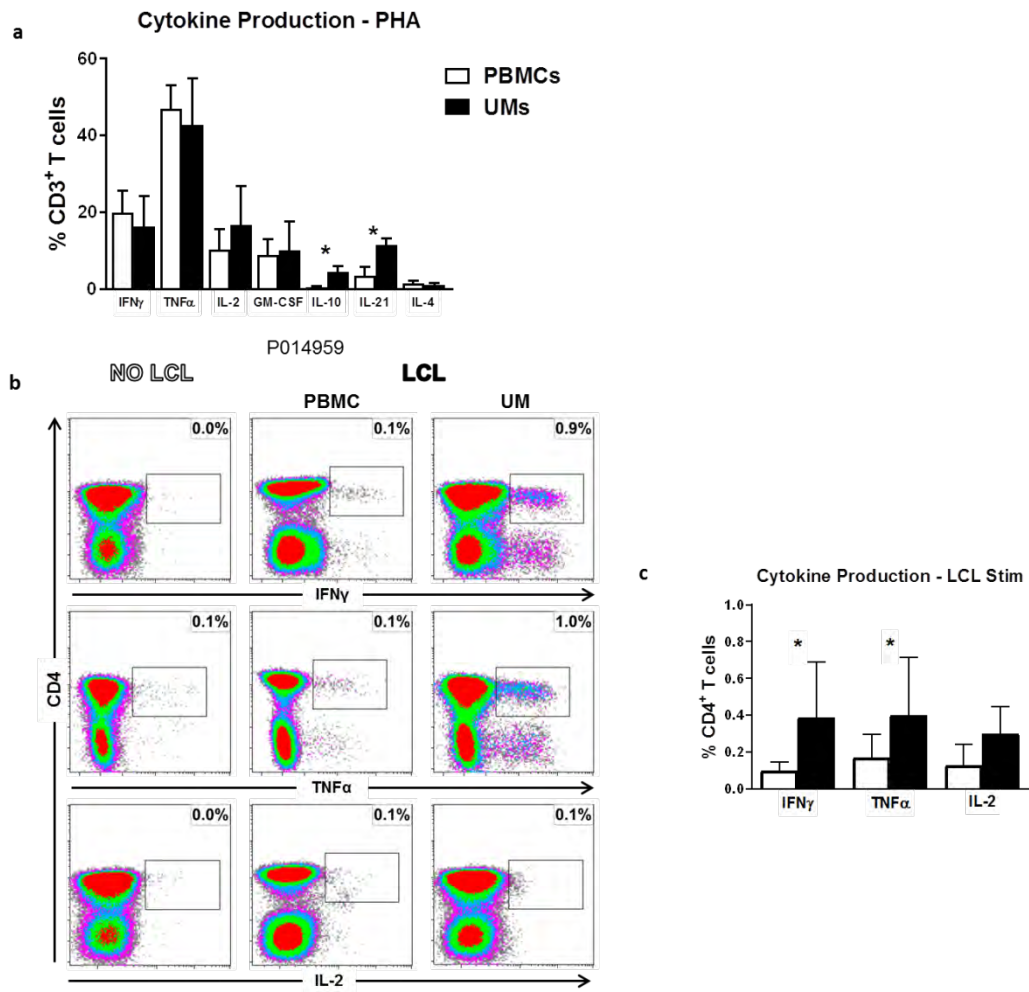 a
Cytokine Production - PHA
% CD3+ T cells
60
40
20
0
PBMCs
UMs
*
*
IFNγ TNFα IL-2 GM-CSF IL-10 IL-21 IL-4
P014959
b
NO LCL LCL
PBMC UM
0.0% 0.1% 0.9%
IFNγ
0.1% 0.1% 1.0%
CD4
TNFα
0.0% 0.1% 0.1%
IL-2
c
Cytokine Production - LCL Stim
% CD4+ T cells
1.0
0.8
0.6
0.4
0.2
0.0
* *
IFNγ TNFα IL-2